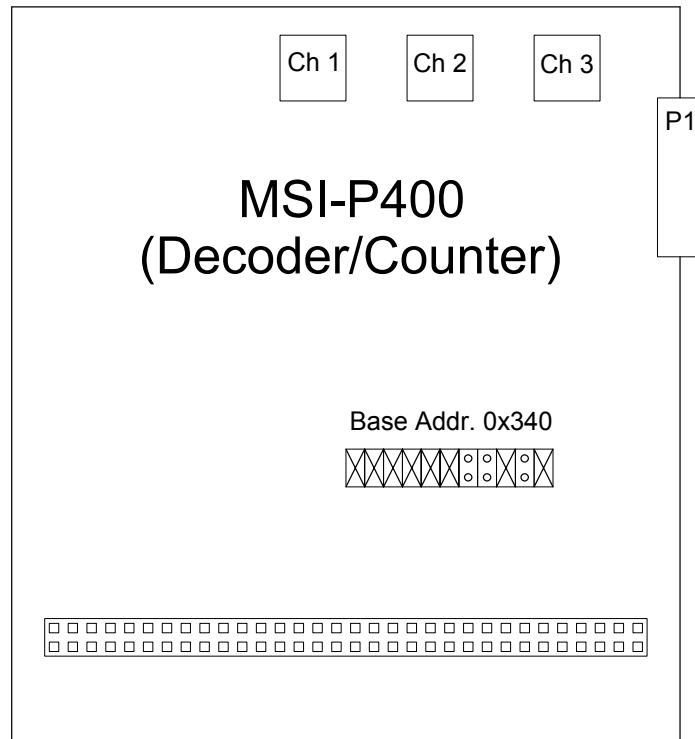 Ch 1
Ch 2
Ch 3
P1
MSI-P400
(Decoder/Counter)
Base Addr. 0x340